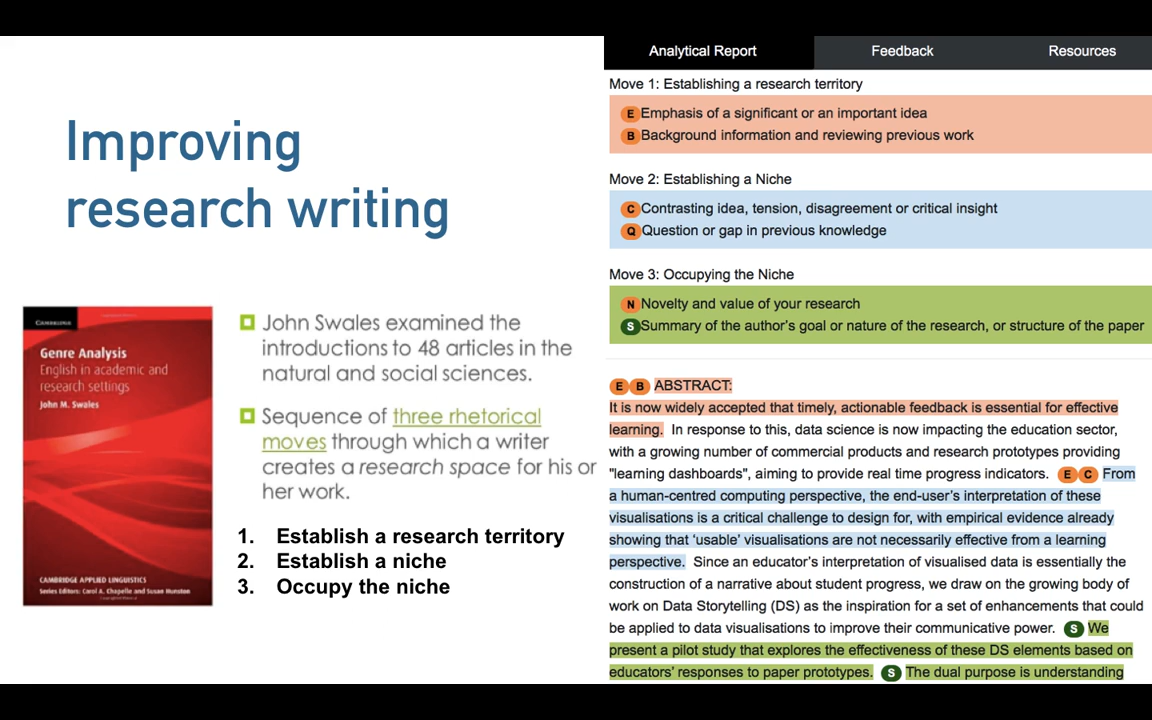 Improving
research writing
CAMBRIDGE
Genre Analysis
English in academic and
research settings
John M. Swales
CAMBRIDGE APPLIED LINGUISTICS
Series Editors: Carol A. Chapelle and Susan Hunston
John Swales examined the
introductions to 48 articles in the
natural and social sciences.
Sequence of three rhetorical
moves through which a writer
creates a research space for his or
her work.
1. Establish a research territory
2. Establish a niche
3. Occupy the niche
Analytical Report Feedback Resources
Move 1: Establishing a research territory
E Emphasis of a significant or an important idea
B Background information and reviewing previous work
Move 2: Establishing a Niche
C Contrasting idea, tension, disagreement or critical insight
Q Question or gap in previous knowledge
Move 3: Occupying the Niche
N Novelty and value of your research
S Summary of the author's goal or nature of the research, or structure of the paper
E B ABSTRACT:
It is now widely accepted that timely, actionable feedback is essential for effective
learning. In response to this, data science is now impacting the education sector,
with a growing number of commercial products and research prototypes providing
"learning dashboards", aiming to provide real time progress indicators. E C From
a human-centred computing perspective, the end-user's interpretation of these
visualisations is a critical challenge to design for, with empirical evidence already
showing that 'usable' visualisations are not necessarily effective from a learning
perspective. Since an educator's interpretation of visualised data is essentially the
construction of a narrative about student progress, we draw on the growing body of
work on Data Storytelling (DS) as the inspiration for a set of enhancements that could
be applied to data visualisations to improve their communicative power. S We
present a pilot study that explores the effectiveness of these DS elements based on
educators' responses to paper prototypes. S The dual purpose is understanding